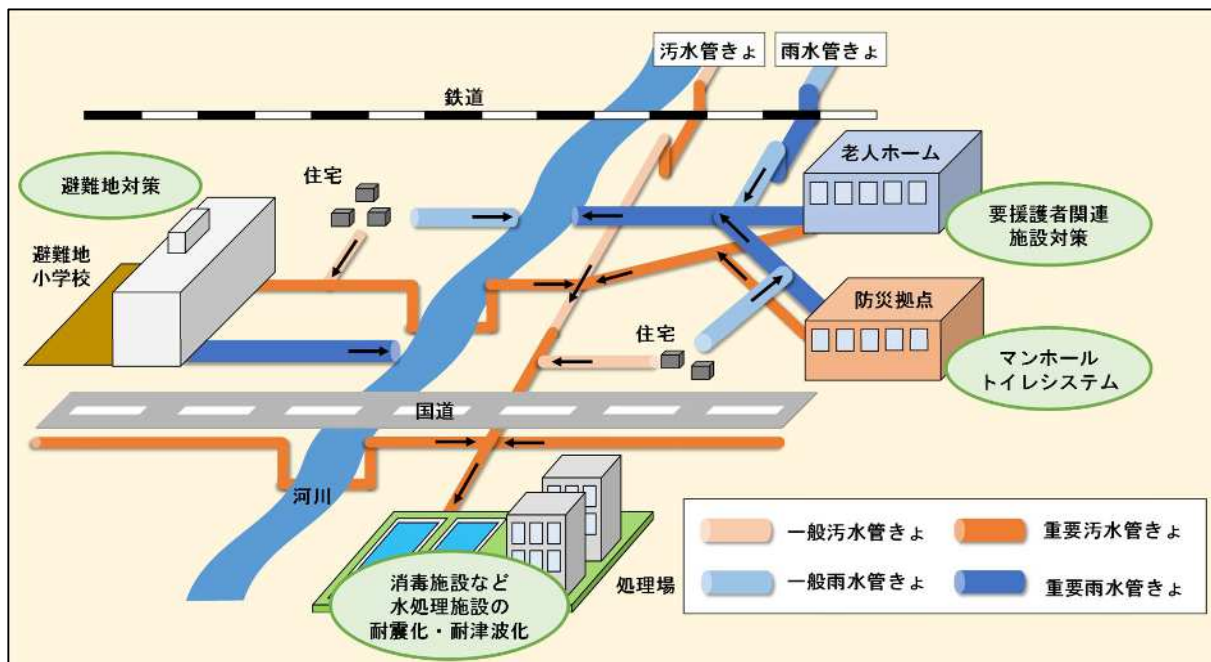 汚水管きょ
雨水管きょ
鉄道
老人ホーム
避難地対策
住宅
要援護者関連
施設対策
避難地
小学校
防災拠点
住宅
マンホール
トイレシステム
国道
河川
一般汚水管きょ
重要汚水管きょ
一般雨水管きょ
重要雨水管きょ
処理場
消毒施設など
水処理施設の
耐震化・耐津波化